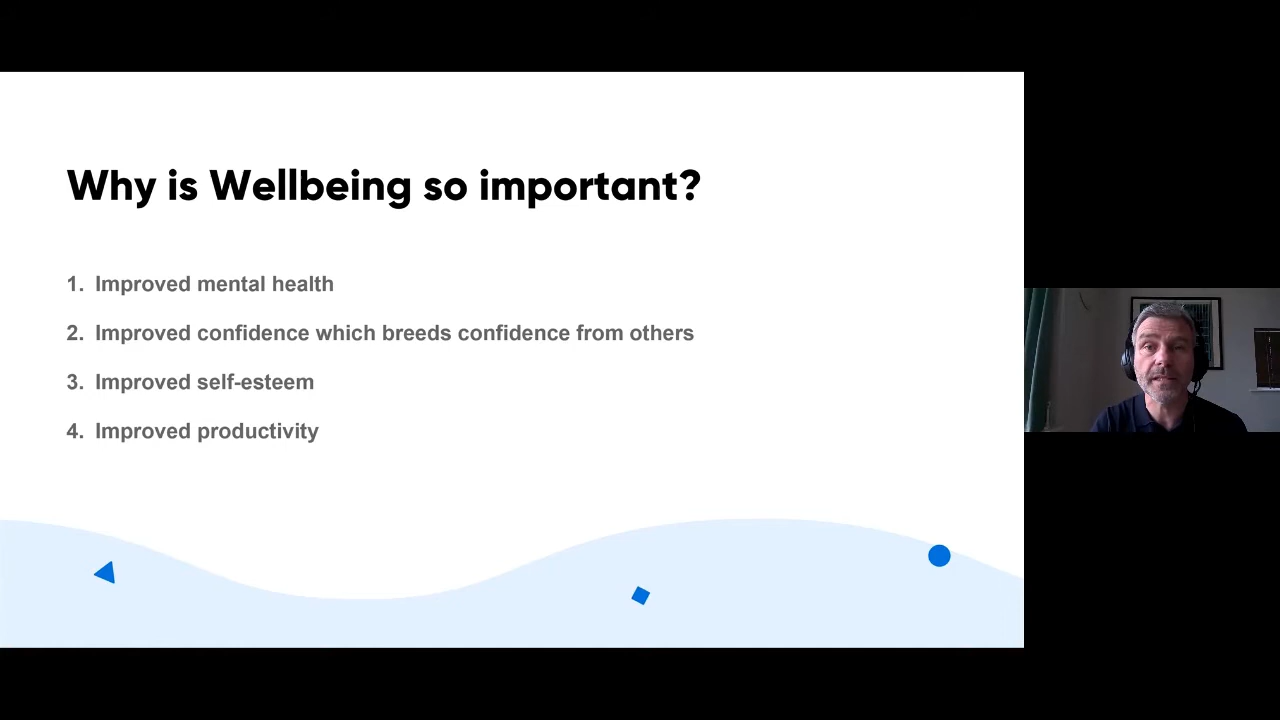 Why is Wellbeing so important?
1. Improved mental health
2. Improved confidence which breeds confidence from others
3. Improved self-esteem
4. Improved productivity